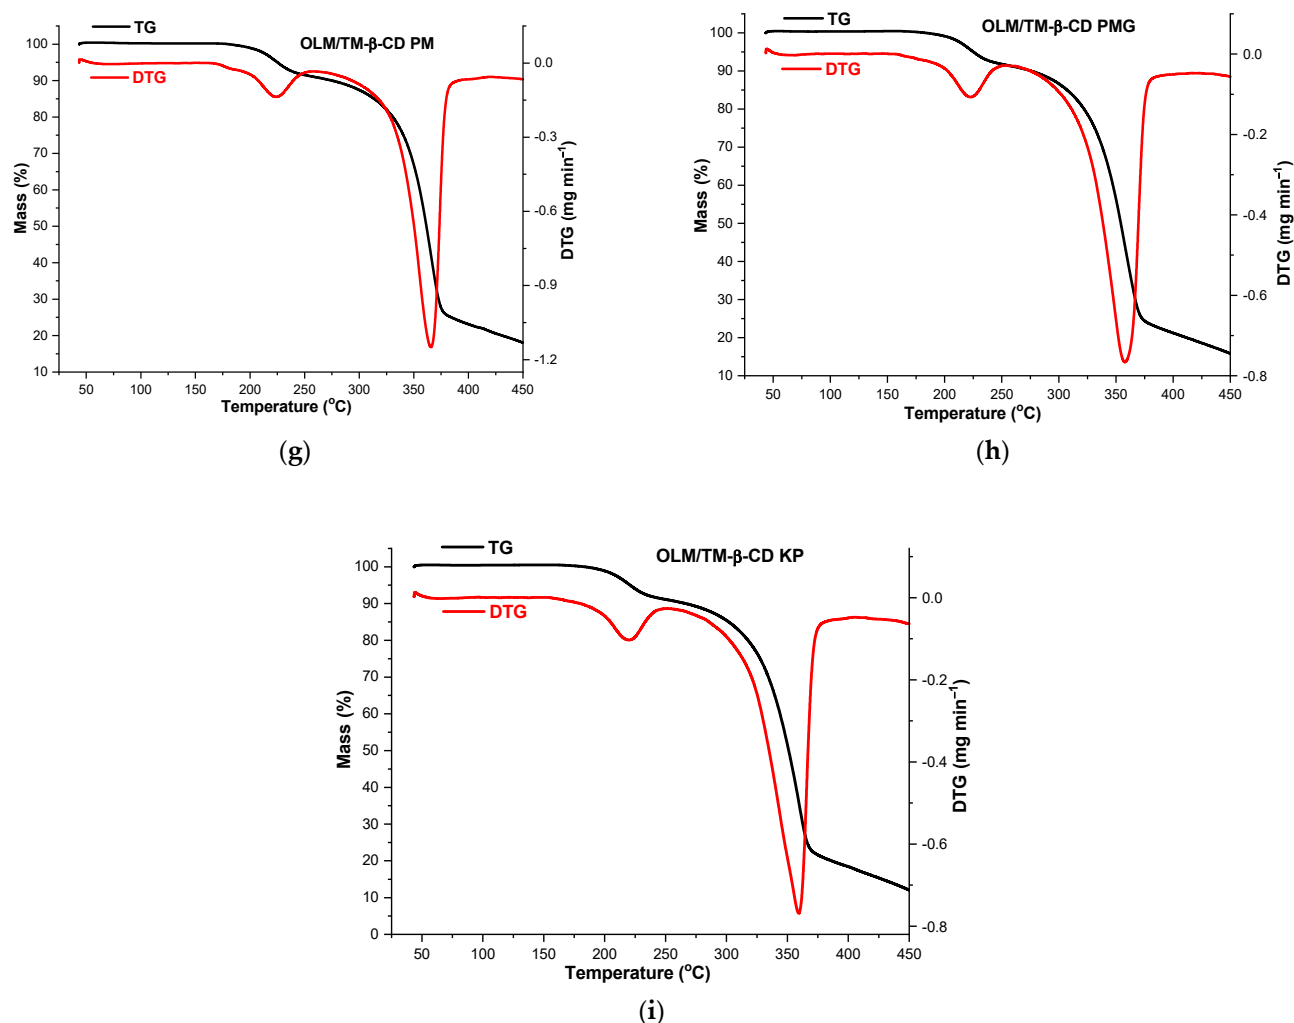 TG
OLM/TM-β-CD PM
DTG
100
90
80
70
60
50
40
30
20
10
0.0
-0.3
-0.6
-0.9
-1.2
Mass (%)
DTG (mg min⁻¹)
50 100 150 200 250 300 350 400 450
Temperature (°C)
(g)
TG
OLM/TM-β-CD PMG
DTG
100
90
80
70
60
50
40
30
20
10
0.0
-0.2
-0.4
-0.6
-0.8
Mass (%)
DTG (mg min⁻¹)
50 100 150 200 250 300 350 400 450
Temperature (°C)
(h)
TG
OLM/TM-β-CD KP
DTG
100
90
80
70
60
50
40
30
20
10
0
0.0
-0.2
-0.4
-0.6
-0.8
Mass (%)
DTG (mg min⁻¹)
50 100 150 200 250 300 350 400 450
Temperature (°C)
(i)